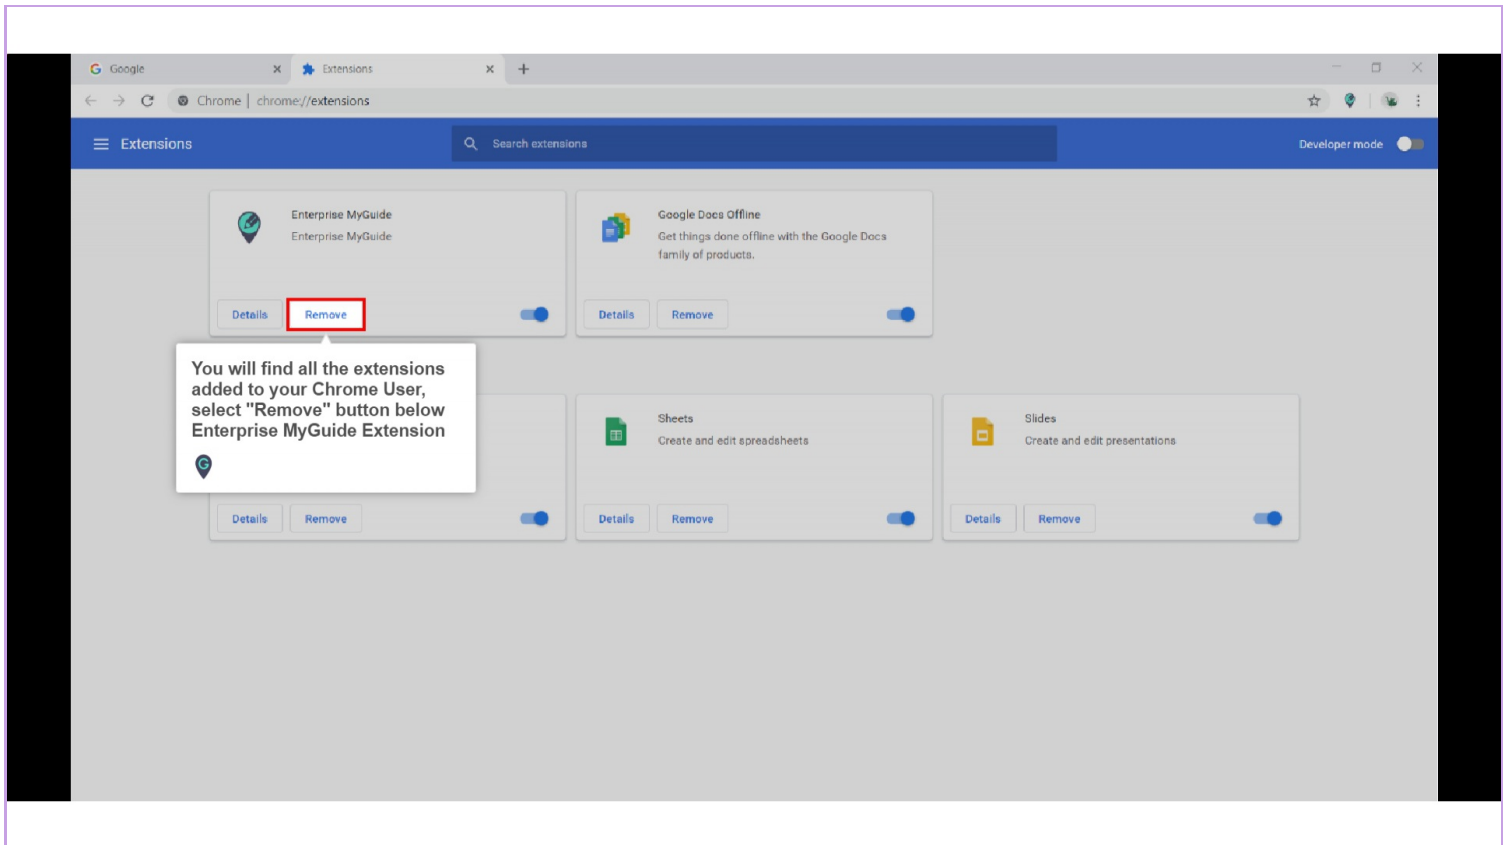 Google
Extensions
Chrome | chrome://extensions
Extensions
Search extensions
Developer mode
Enterprise MyGuide
Enterprise MyGuide
Details
Remove
Google Docs Offline
Get things done offline with the Google Docs
family of products.
Details
Remove
You will find all the extensions
added to your Chrome User,
select "Remove" button below
Enterprise MyGuide Extension
Details
Remove
Sheets
Create and edit spreadsheets
Details
Remove
Slides
Create and edit presentations
Details
Remove